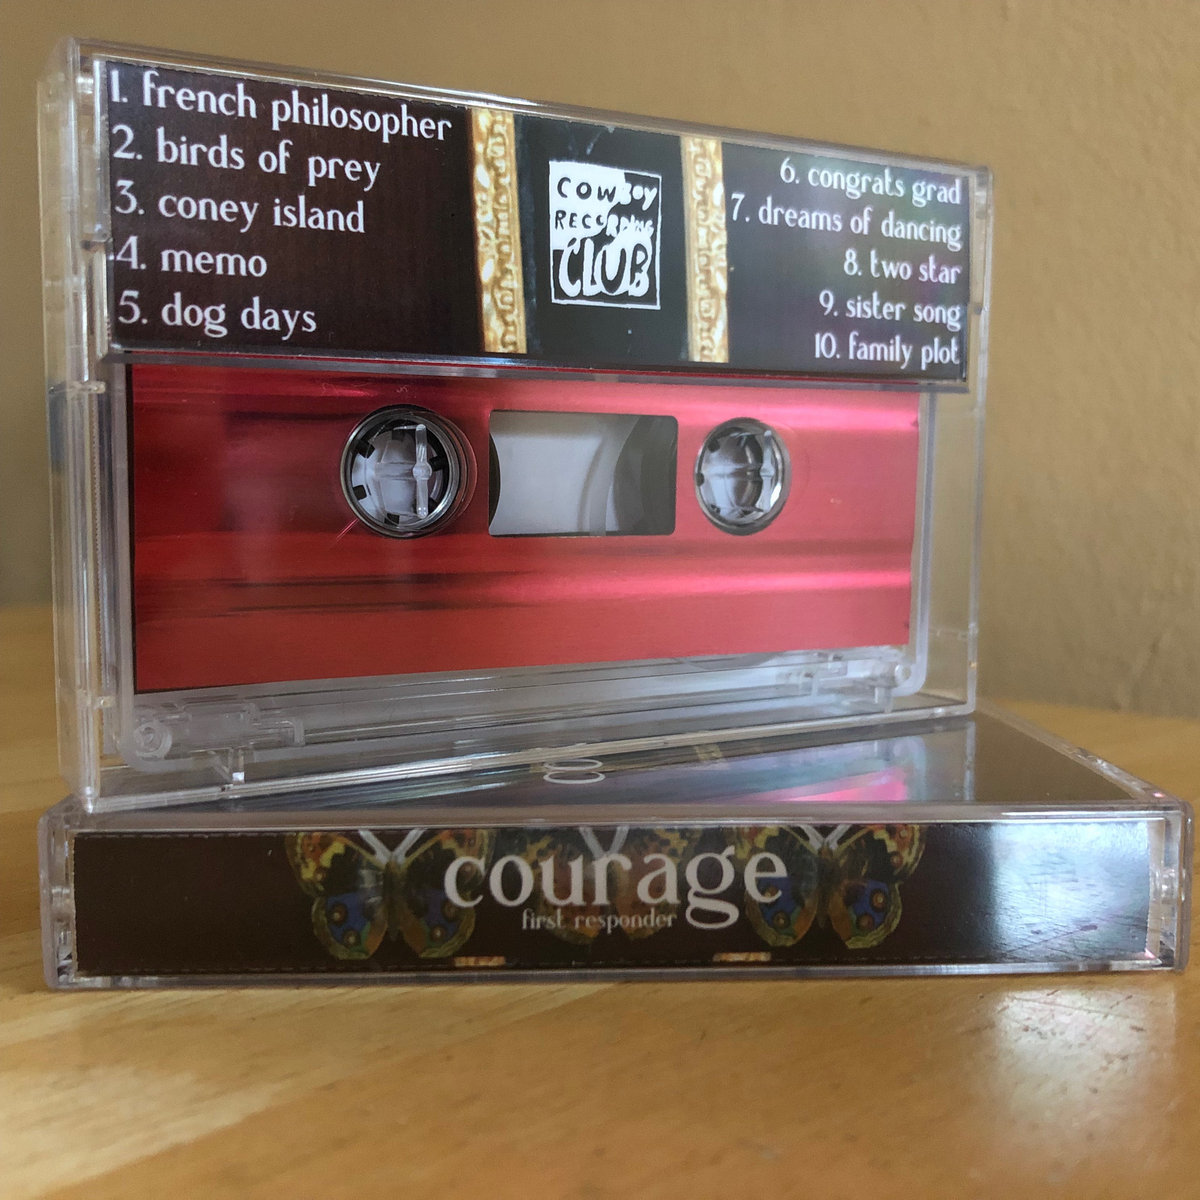 1. french philosopher
2. birds of prey
3. coney island
4. memo
5. dog days
COWBOY
RECORDING
CLUB
6. congrats grad
7. dreams of dancing
8. two star
9. sister song
10. family plot
courage
first responder